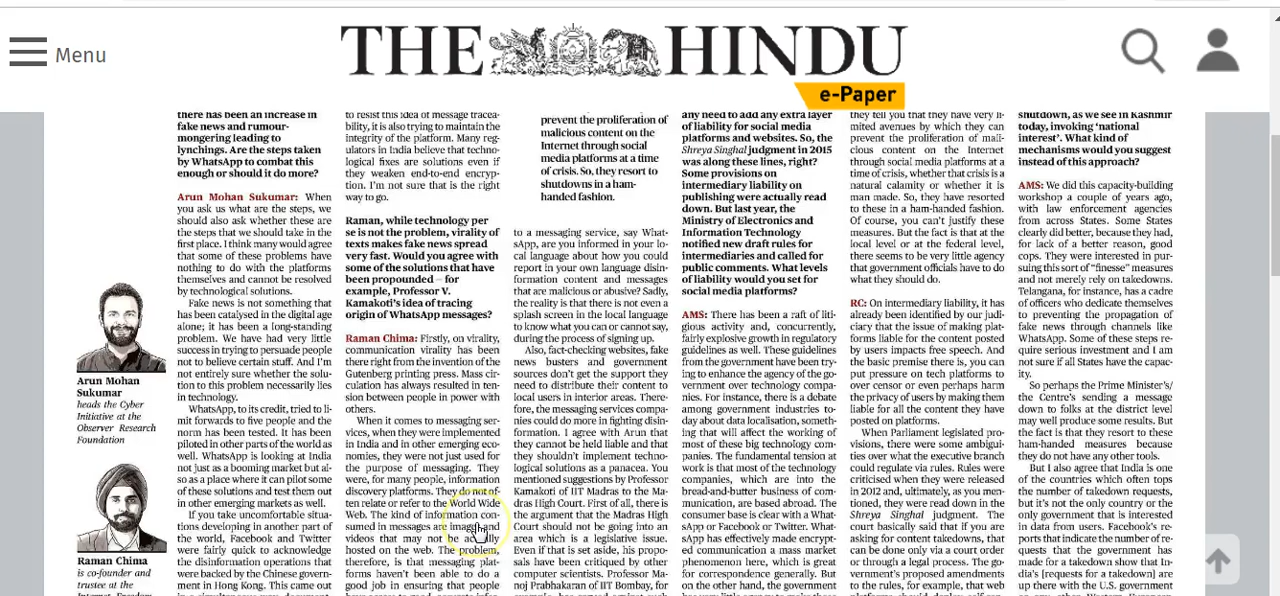 Menu
THE HINDU
e-Paper
Arun Mohan
Sukumar
heads the Cyber
Initiative at the
Observer Research
Foundation
Raman China
is co-founder and
trustee at the
there has been an increase in
fake news and rumour-
mongering leading to
lynchings. Are the steps taken
by WhatsApp to combat this
enough or should it do more?
Arun Mohan Sukumar: When
you ask us what are the steps, we
should also ask whether these are
the steps that we should take in the
first place. I think many would agree
that some of these problems have
nothing to do with the platforms
themselves and cannot be resolved
by technological solutions.
Fake news is not something that
has been catalysed in the digital age
alone; it has been a long-standing
problem. We have had very little
success in trying to persuade people
not to believe certain stuff. And I'm
not entirely sure whether the solu-
tion to this problem necessarily lies
in technology.
WhatsApp, to its credit, tried to li-
mit forwards to five people and the
norm has been tested. It has been
piloted in other parts of the world as
well. WhatsApp is looking at India
not just as a booming market but al-
so as a place where it can pilot some
of these solutions and test them out
in other emerging markets as well.
If you take uncomfortable situa-
tions developing in another part of
the world, Facebook and Twitter
were fairly quick to acknowledge
the disinformation operations that
were backed by the Chinese govern-
ment in Hong Kong. This came out
to resist this idea of message tracea-
bility, it is also trying to maintain the
integrity of the platform. Many reg-
ulators in India believe that techno-
logical fixes are solutions even if
they weaken end-to-end encryp-
tion. I'm not sure that is the right
way to go.
Raman, while technology per
se is not the problem, virality of
texts makes fake news spread
very fast. Would you agree with
some of the solutions that have
been propounded – for
example, Professor V.
Kamakoti's idea of tracing
origin of WhatsApp messages?
Raman Chima: Firstly, on virality,
communication virality has been
there right from the invention of the
Gutenberg printing press. Mass cir-
culation has always resulted in ten-
sion between people in power with
others.
When it comes to messaging ser-
vices, when they were implemented
in India and in other emerging eco-
nomies, they were not just used for
the purpose of messaging. They
were, for many people, information
discovery platforms. They do not of-
ten relate or refer to the World Wide
Web. The kind of information con-
sumed in messages are image and
videos that may not be actually
hosted on the web. The problem,
therefore, is that messaging plat-
forms haven't been able to do a
good job in ensuring that people
prevent the proliferation of
malicious content on the
Internet through social
media platforms at a time
of crisis. So, they resort to
shutdowns in a ham-
handed fashion.
to a messaging service, say What-
sApp, are you informed in your lo-
cal language about how you could
report in your own language disin-
formation content and messages
that are malicious or abusive? Sadly,
the reality is that there is not even a
splash screen in the local language
to know what you can or cannot say,
during the process of signing up.
Also, fact-checking websites, fake
news busters and government
sources don't get the support they
need to distribute their content to
local users in interior areas. There-
fore, the messaging services compa-
nies could do more in fighting disin-
formation. I agree with Arun that
they cannot be held liable and that
they shouldn't implement techno-
logical solutions as a panacea. You
mentioned suggestions by Professor
Kamakoti of IIT Madras to the Ma-
dras High Court. First of all, there is
the argument that the Madras High
Court should not be going into an
area which is a legislative issue.
Even if that is set aside, his propo-
sals have been critiqued by other
computer scientists. Professor Ma-
noj Prabhakaran of IIT Bombay, for
any need to add any extra layer
of liability for social media
platforms and websites. So, the
Shreya Singhal judgment in 2015
was along these lines, right?
Some provisions on
intermediary liability on
publishing were actually read
down. But last year, the
Ministry of Electronics and
Information Technology
notified new draft rules for
intermediaries and called for
public comments. What levels
of liability would you set for
social media platforms?
AMS: There has been a raft of liti-
gious activity and, concurrently,
fairly explosive growth in regulatory
guidelines as well. These guidelines
from the government have been try-
ing to enhance the agency of the go-
vernment over technology compa-
nies. For instance, there is a debate
among government industries to-
day about data localisation, someth-
ing that will affect the working of
most of these big technology com-
panies. The fundamental tension at
work is that most of the technology
companies, which are into the
bread-and-butter business of com-
munication, are based abroad. The
consumer base is clear with a What-
sApp or Facebook or Twitter. What-
sApp has effectively made encrypt-
ed communication a mass market
phenomenon here, which is great
for correspondence generally. But
on the other hand, the government
they tell you that they have very li-
mited avenues by which they can
prevent the proliferation of mali-
cious content on the Internet
through social media platforms at a
time of crisis, whether that crisis is a
natural calamity or whether it is
man made. So, they have resorted
to these in a ham-handed fashion.
Of course, you can't justify these
measures. But the fact is that at the
local level or at the federal level,
there seems to be very little agency
that government officials have to do
what they should do.
RC: On intermediary liability, it has
already been identified by our judi-
ciary that the issue of making plat-
forms liable for the content posted
by users impacts free speech. And
the basic premise there is, you can
put pressure on tech platforms to
over censor or even perhaps harm
the privacy of users by making them
liable for all the content they have
posted on platforms.
When Parliament legislated pro-
visions, there were some ambigui-
ties over what the executive branch
could regulate via rules. Rules were
criticised when they were released
in 2012 and, ultimately, as you men-
tioned, they were read down in the
Shreya Singhal judgment. The
court basically said that if you are
asking for content takedowns, that
can be done only via a court order
or through a legal process. The go-
vernment's proposed amendments
to the rules, for example, that web
shutdown, as we see in Kashmir
today, invoking 'national
interest'. What kind of
mechanisms would you suggest
instead of this approach?
AMS: We did this capacity-building
workshop a couple of years ago,
with law enforcement agencies
from across States. Some States
clearly did better, because they had,
for lack of a better reason, good
cops. They were interested in pur-
suing this sort of "finesse" measures
and not merely rely on takedowns.
Telangana, for instance, has a cadre
of officers who dedicate themselves
to preventing the propagation of
fake news through channels like
WhatsApp. Some of these steps re-
quire serious investment and I am
not sure if all States have the capac-
ity.
So perhaps the Prime Minister's/
the Centre's sending a message
down to folks at the district level
may well produce some results. But
the fact is that they resort to these
ham-handed measures because
they do not have any other tools.
But I also agree that India is one
of the countries which often tops
the number of takedown requests,
but it's not the only country or the
only government that is interested
in data from users. Facebook's re-
ports that indicate the number of re-
quests that the government has
made for a takedown show that In-
dia's [requests for a takedown] are
up there with the U.S. government